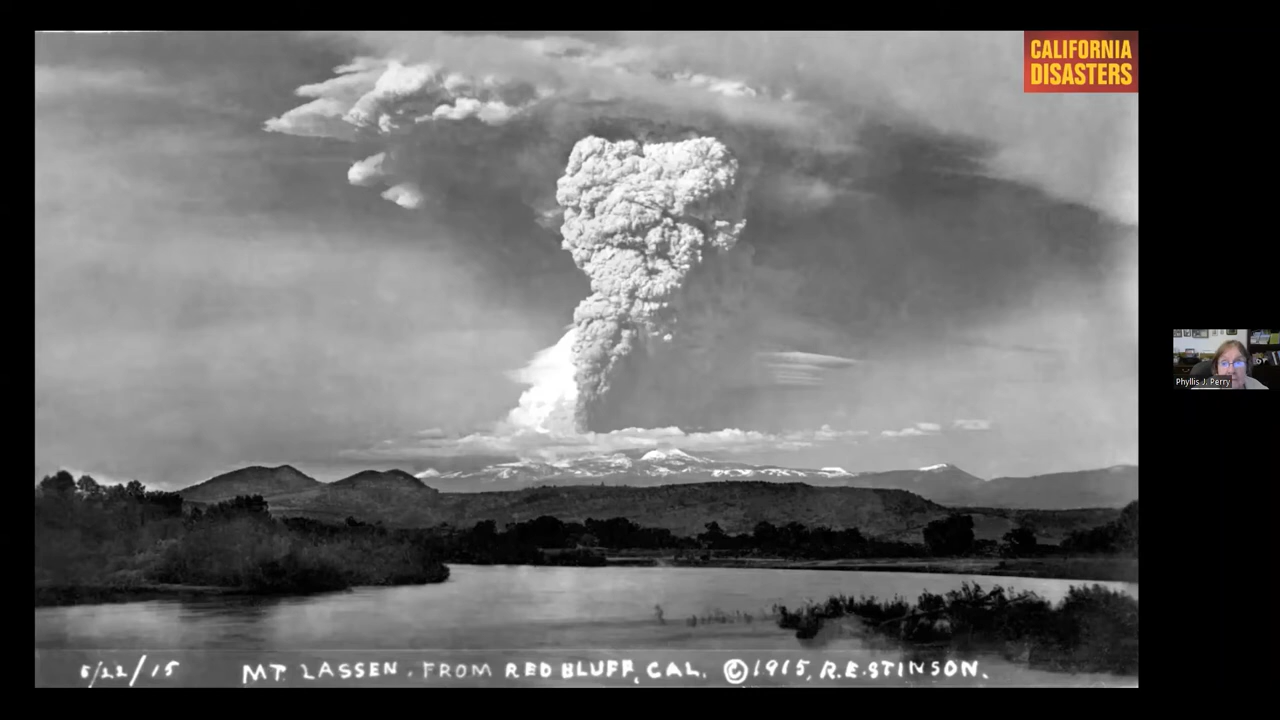 CALIFORNIA
DISASTERS
Phyllis J. Perry
5/22/15 MT. LASSEN. FROM RED BLUFF, CAL. ©1915, R.E.STINSON.